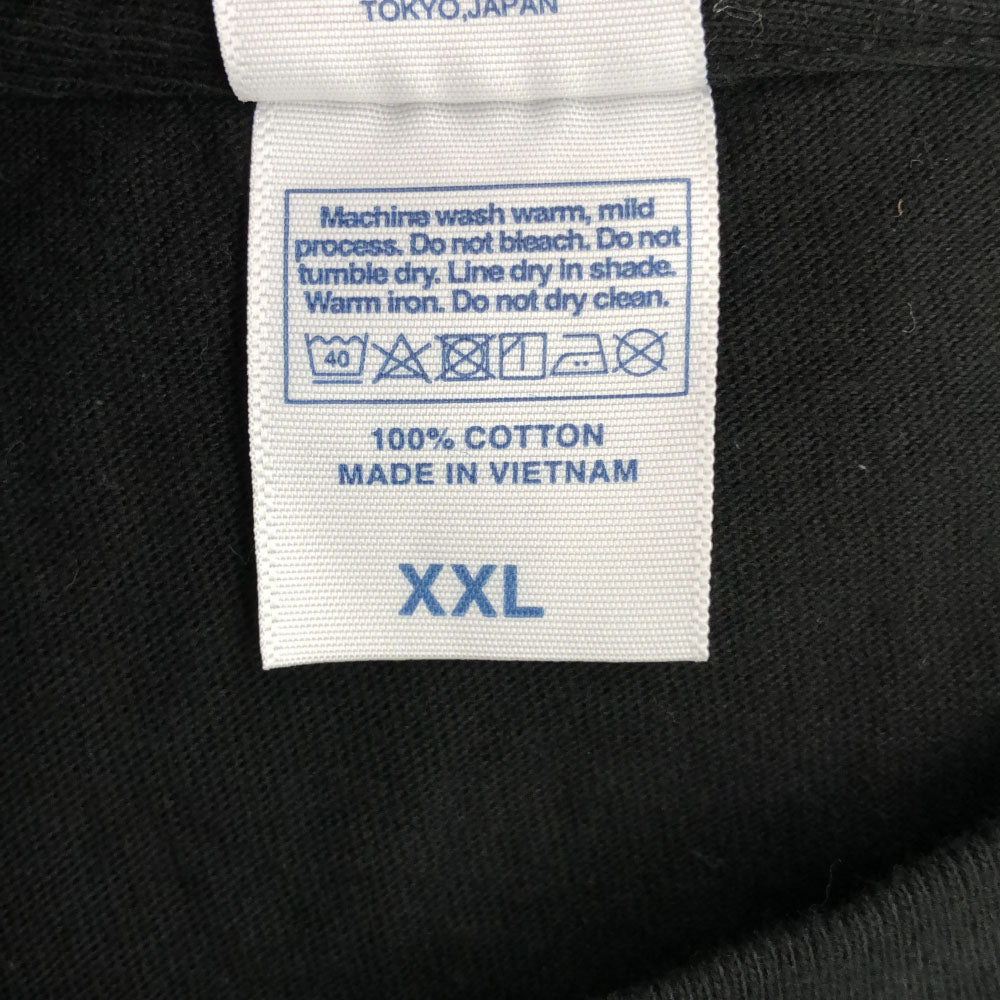 TOKYO,JAPAN
Machine wash warm, mild
process. Do not bleach. Do not
tumble dry. Line dry in shade.
Warm iron. Do not dry clean.
40
100% COTTON
MADE IN VIETNAM
XXL